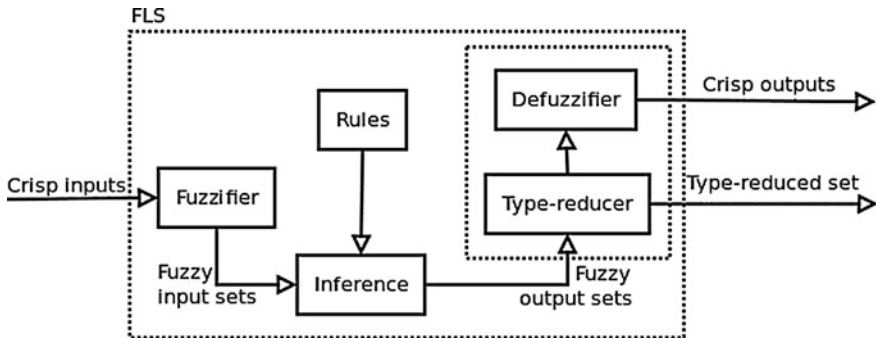 FLS
Defuzzifier
Crisp outputs
Rules
Crisp inputs
Fuzzifier
Type-reducer
Type-reduced set
Fuzzy
input sets
Inference
Fuzzy
output sets